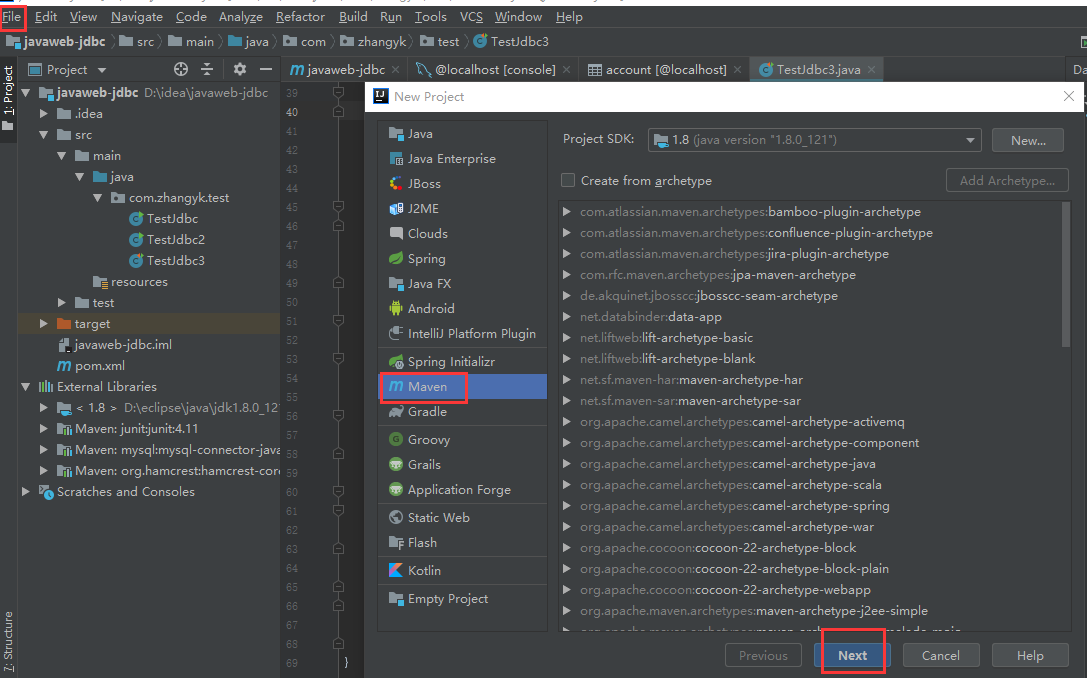 File Edit View Navigate Code Analyze Refactor Build Run Tools VCS Window Help
javaweb-jdbc src main java com zhangyk test TestJdbc3
1: Project
Project
javaweb-jdbc @localhost [console] account [@localhost] TestJdbc3.java Da
javaweb-jdbc D:\idea\javaweb-jdbc
.idea
src
main
java
com.zhangyk.test
TestJdbc
TestJdbc2
TestJdbc3
resources
test
target
javaweb-jdbc.iml
m pom.xml
External Libraries
< 1.8 > D:\eclipse\java\jdk1.8.0_12
Maven: junit:junit:4.11
Maven: mysql:mysql-connector-java
Maven: org.hamcrest:hamcrest-core
Scratches and Consoles
7: Structure
39
40
41
42
43
44
45
46
47
48
49
50
51
52
53
54
55
56
57
58
59
60
61
62
63
64
65
66
67
68
69
}
New Project
Java
Java Enterprise
JBoss
J2ME
Clouds
Spring
Java FX
Android
IntelliJ Platform Plugin
Spring Initializr
m Maven
Gradle
Groovy
Grails
Application Forge
Static Web
Flash
Kotlin
Empty Project
Project SDK: 1.8 (java version "1.8.0_121") New...
Create from archetype Add Archetype...
com.atlassian.maven.archetypes:bamboo-plugin-archetype
com.atlassian.maven.archetypes:confluence-plugin-archetype
com.atlassian.maven.archetypes:jira-plugin-archetype
com.rfc.maven.archetypes:jpa-maven-archetype
de.akquinet.jbosscc:jbosscc-seam-archetype
net.databinder:data-app
net.liftweb:lift-archetype-basic
net.liftweb:lift-archetype-blank
net.sf.maven-har:maven-archetype-har
net.sf.maven-sar:maven-archetype-sar
org.apache.camel.archetypes:camel-archetype-activemq
org.apache.camel.archetypes:camel-archetype-component
org.apache.camel.archetypes:camel-archetype-java
org.apache.camel.archetypes:camel-archetype-scala
org.apache.camel.archetypes:camel-archetype-spring
org.apache.camel.archetypes:camel-archetype-war
org.apache.cocoon:cocoon-22-archetype-block
org.apache.cocoon:cocoon-22-archetype-block-plain
org.apache.cocoon:cocoon-22-archetype-webapp
org.apache.maven.archetypes:maven-archetype-j2ee-simple
Previous Next Cancel Help